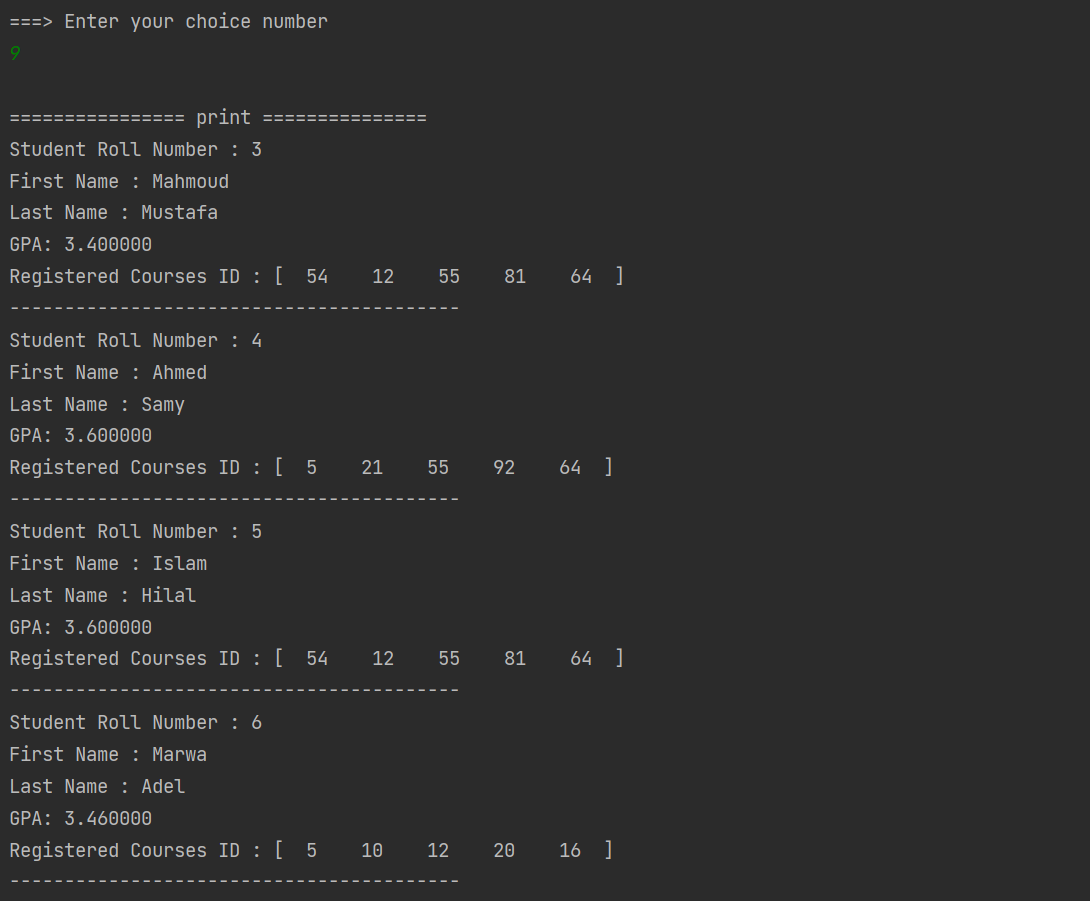 ===> Enter your choice number
9
================ print ===============
Student Roll Number : 3
First Name : Mahmoud
Last Name : Mustafa
GPA: 3.400000
Registered Courses ID : [  54    12    55    81    64  ]
-----------------------------------------
Student Roll Number : 4
First Name : Ahmed
Last Name : Samy
GPA: 3.600000
Registered Courses ID : [  5    21    55    92    64  ]
-----------------------------------------
Student Roll Number : 5
First Name : Islam
Last Name : Hilal
GPA: 3.600000
Registered Courses ID : [  54    12    55    81    64  ]
-----------------------------------------
Student Roll Number : 6
First Name : Marwa
Last Name : Adel
GPA: 3.460000
Registered Courses ID : [  5    10    12    20    16  ]
-----------------------------------------